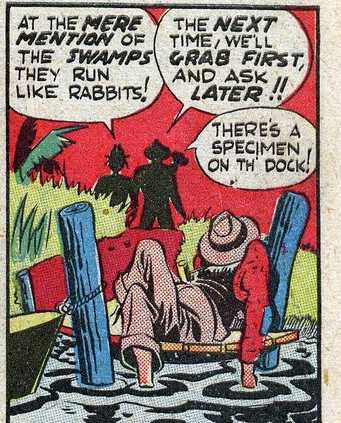 AT THE MERE
MENTION OF
THE SWAMPS
THEY RUN
LIKE RABBITS!
THE NEXT
TIME, WE'LL
GRAB FIRST,
AND ASK
LATER!!
THERE'S A
SPECIMEN
ON TH' DOCK!